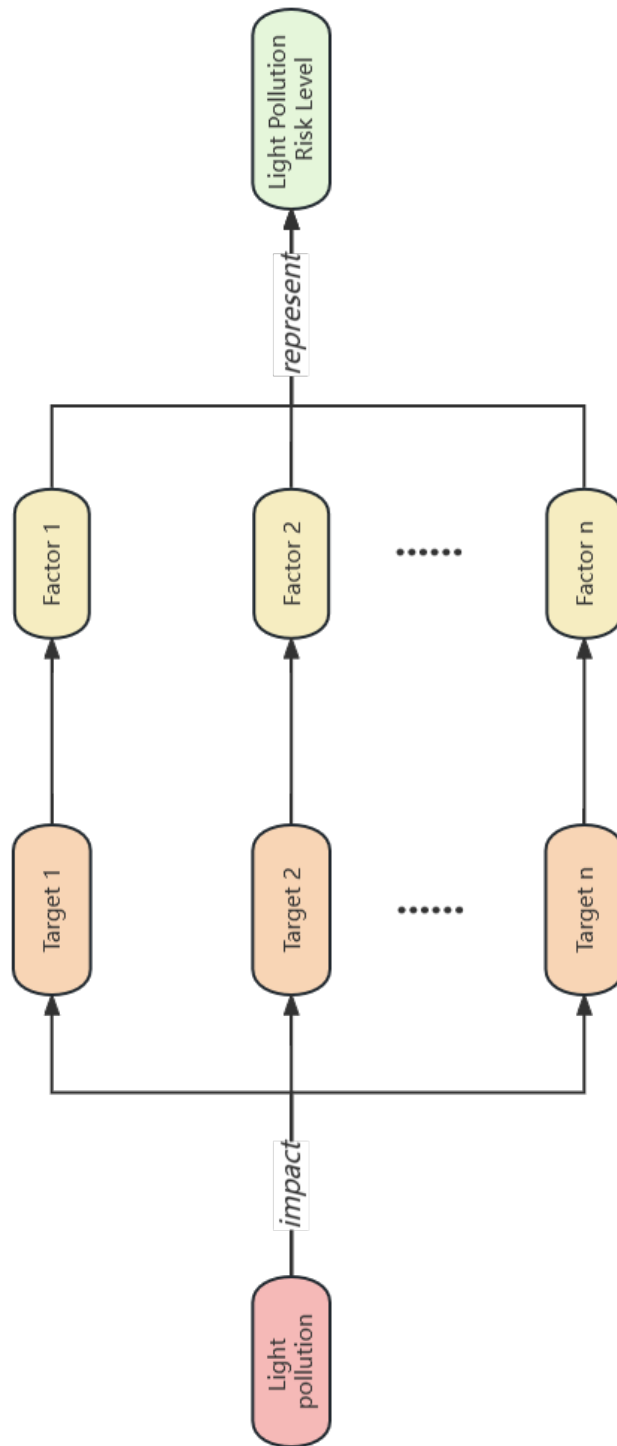 Light
pollution
impact
Target 1
Target 2
......
Target n
Factor 1
Factor 2
......
Factor n
represent
Light Pollution
Risk Level